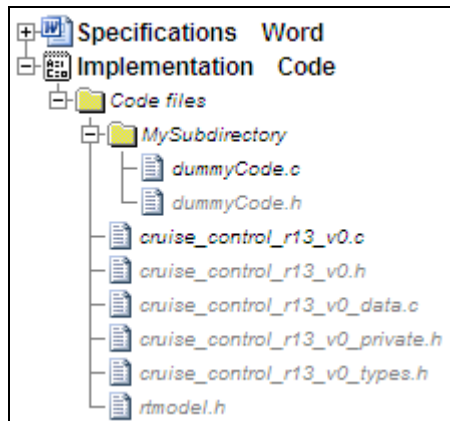 Specifications Word
Implementation Code
Code files
MySubdirectory
dummyCode.c
dummyCode.h
cruise_control_r13_v0.c
cruise_control_r13_v0.h
cruise_control_r13_v0_data.c
cruise_control_r13_v0_private.h
cruise_control_r13_v0_types.h
rtmodel.h